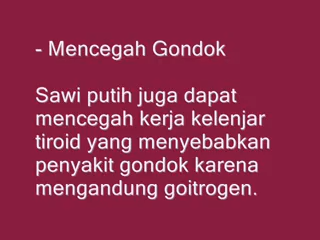 - Mencegah Gondok
Sawi putih juga dapat
mencegah kerja kelenjar
tiroid yang menyebabkan
penyakit gondok karena
mengandung goitrogen.